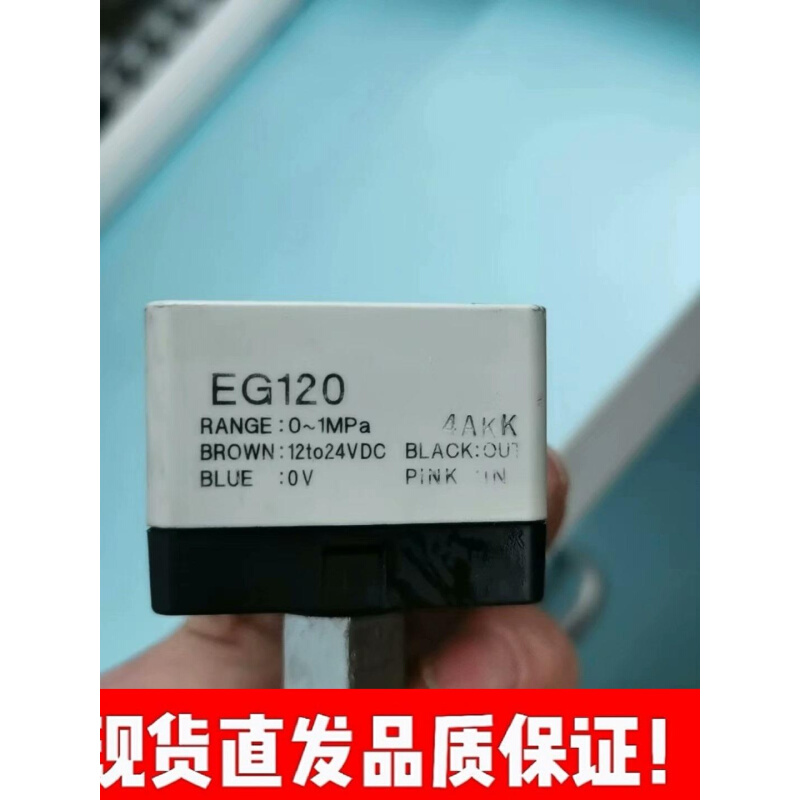 EG120
RANGE:0~1MPa 4AKK
BROWN:12to24VDC BLACK:OUT
BLUE :0V PINK :IN
现货直发品质保证!